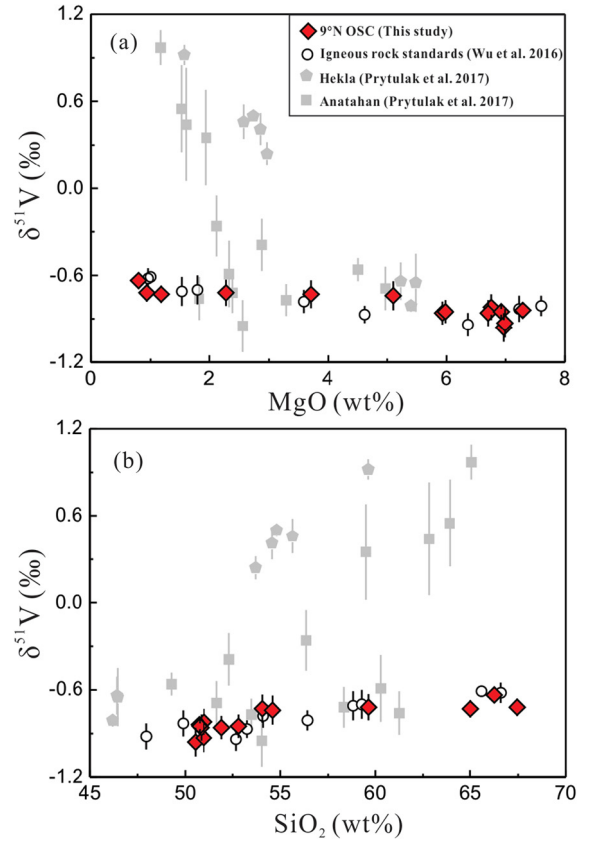 (a)
9°N OSC (This study)
Igneous rock standards (Wu et al. 2016)
Hekla (Prytulak et al. 2017)
Anatahan (Prytulak et al. 2017)
1.2
0.6
0.0
-0.6
-1.2
δ⁵¹V (‰)
0 2 4 6 8
MgO (wt%)
(b)
1.2
0.6
0.0
-0.6
-1.2
δ⁵¹V (‰)
45 50 55 60 65 70
SiO₂ (wt%)